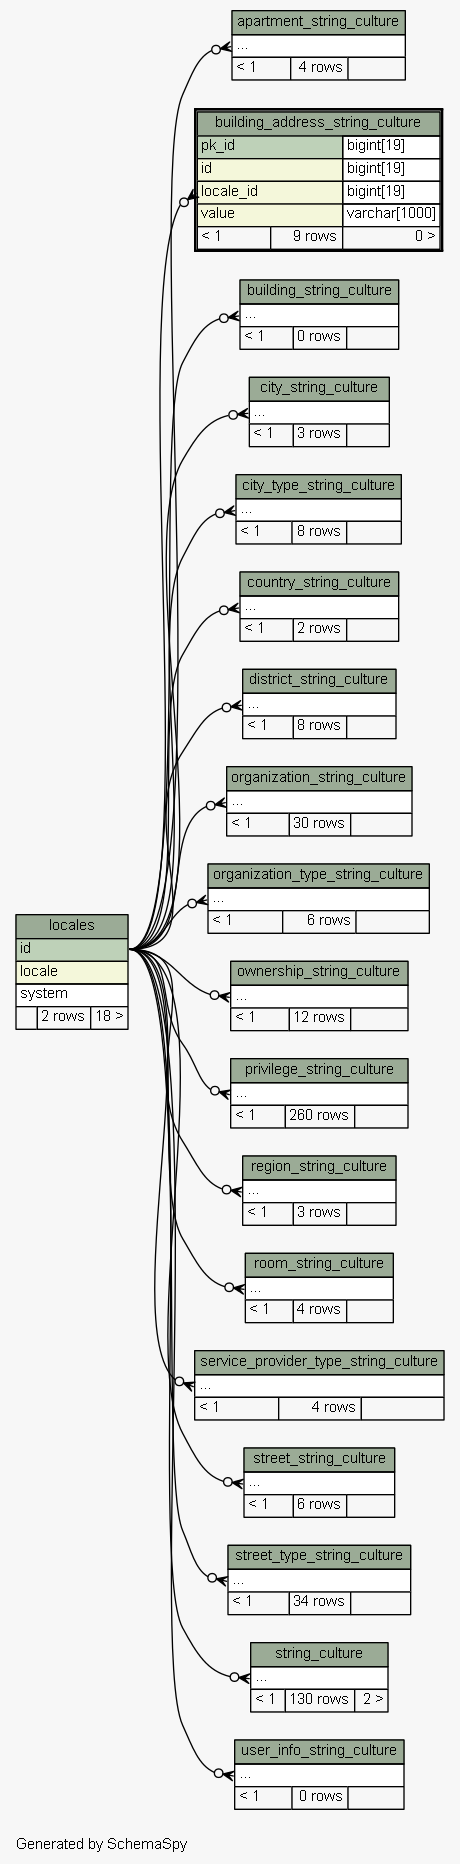 apartment_string_culture
...
< 1 4 rows
building_address_string_culture
pk_id bigint[19]
id bigint[19]
locale_id bigint[19]
value varchar[1000]
< 1 9 rows 0 >
building_string_culture
...
< 1 0 rows
city_string_culture
...
< 1 3 rows
city_type_string_culture
...
< 1 8 rows
country_string_culture
...
< 1 2 rows
district_string_culture
...
< 1 8 rows
organization_string_culture
...
< 1 30 rows
organization_type_string_culture
...
< 1 6 rows
locales
id
locale
system
2 rows 18 >
ownership_string_culture
...
< 1 12 rows
privilege_string_culture
...
< 1 260 rows
region_string_culture
...
< 1 3 rows
room_string_culture
...
< 1 4 rows
service_provider_type_string_culture
...
< 1 4 rows
street_string_culture
...
< 1 6 rows
street_type_string_culture
...
< 1 34 rows
string_culture
...
< 1 130 rows 2 >
user_info_string_culture
...
< 1 0 rows
Generated by SchemaSpy